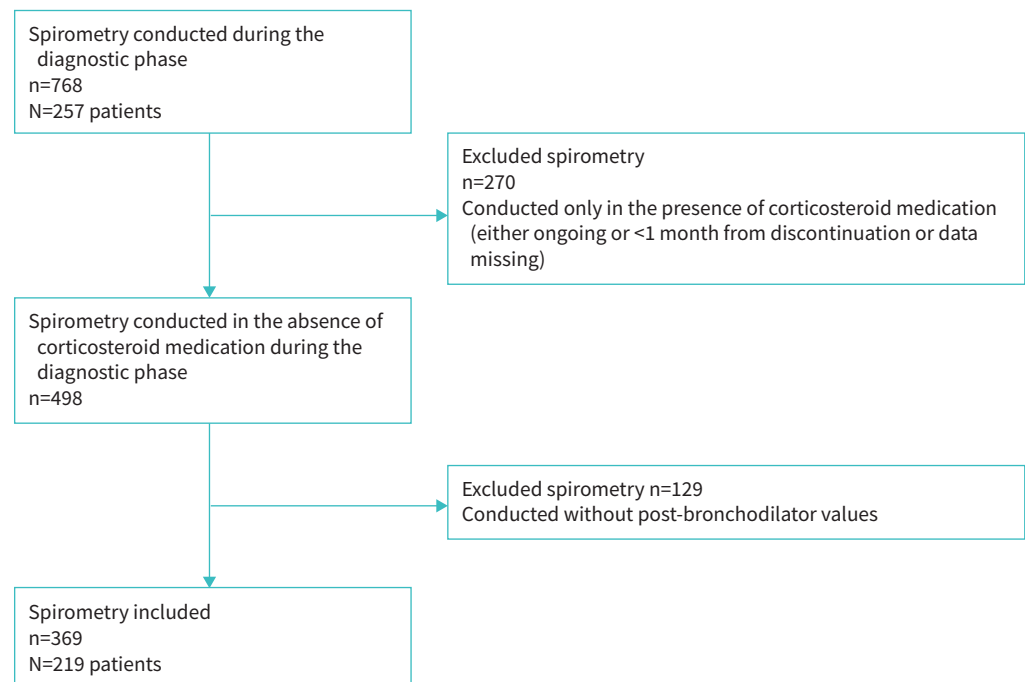 Spirometry conducted during the
diagnostic phase
n=768
N=257 patients
Excluded spirometry
n=270
Conducted only in the presence of corticosteroid medication
(either ongoing or <1 month from discontinuation or data
missing)
Spirometry conducted in the absence of
corticosteroid medication during the
diagnostic phase
n=498
Excluded spirometry n=129
Conducted without post-bronchodilator values
Spirometry included
n=369
N=219 patients